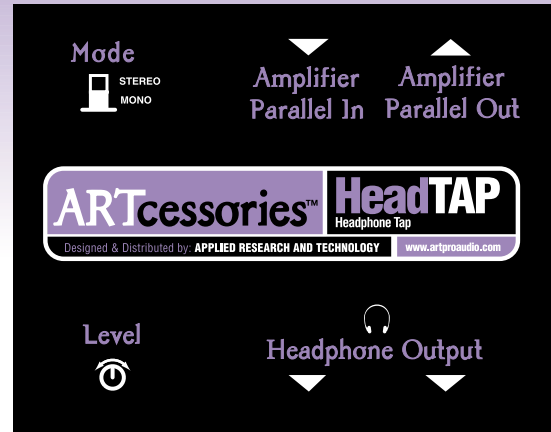 Mode
STEREO
MONO
Amplifier
Parallel In
Amplifier
Parallel Out
ARTcessories™
HeadTAP
Headphone Tap
Designed & Distributed by: APPLIED RESEARCH AND TECHNOLOGY
www.artproaudio.com
Level
Headphone Output